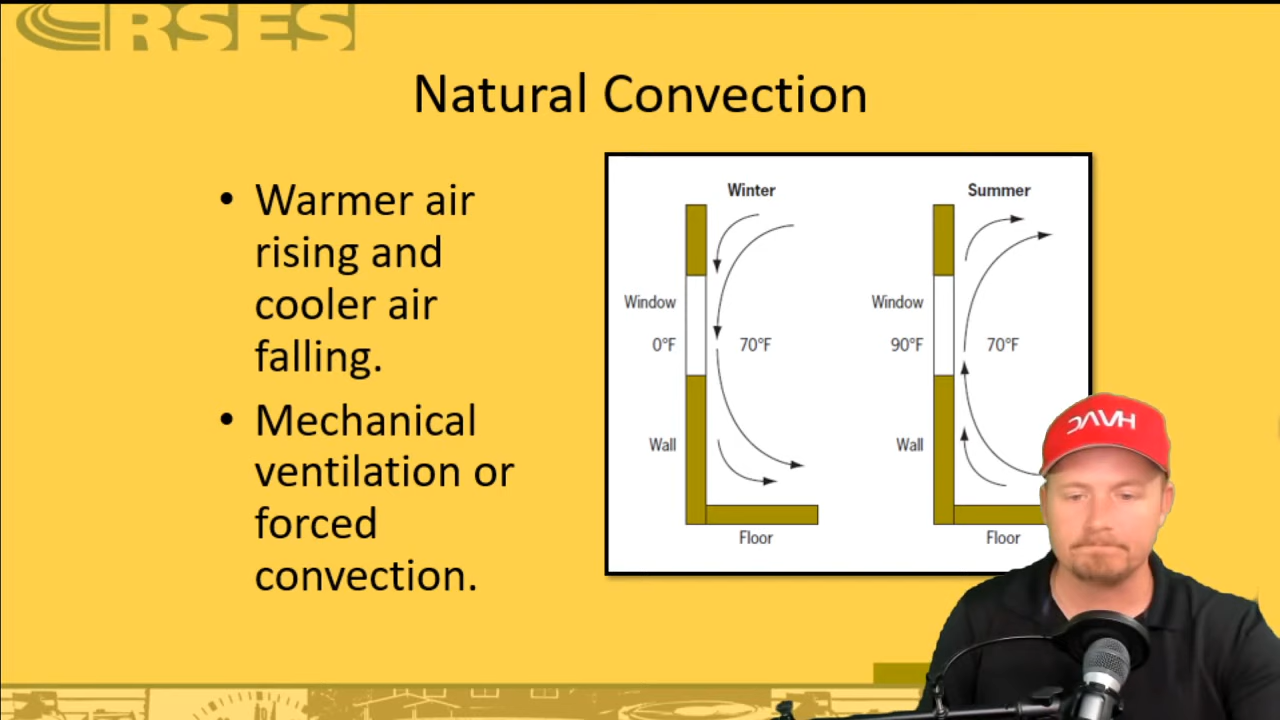 RSES
Natural Convection
• Warmer air
rising and
cooler air
falling.
• Mechanical
ventilation or
forced
convection.
Winter
Window
0°F
70°F
Wall
Floor
Summer
Window
90°F
70°F
Wall
Floor
DAVH